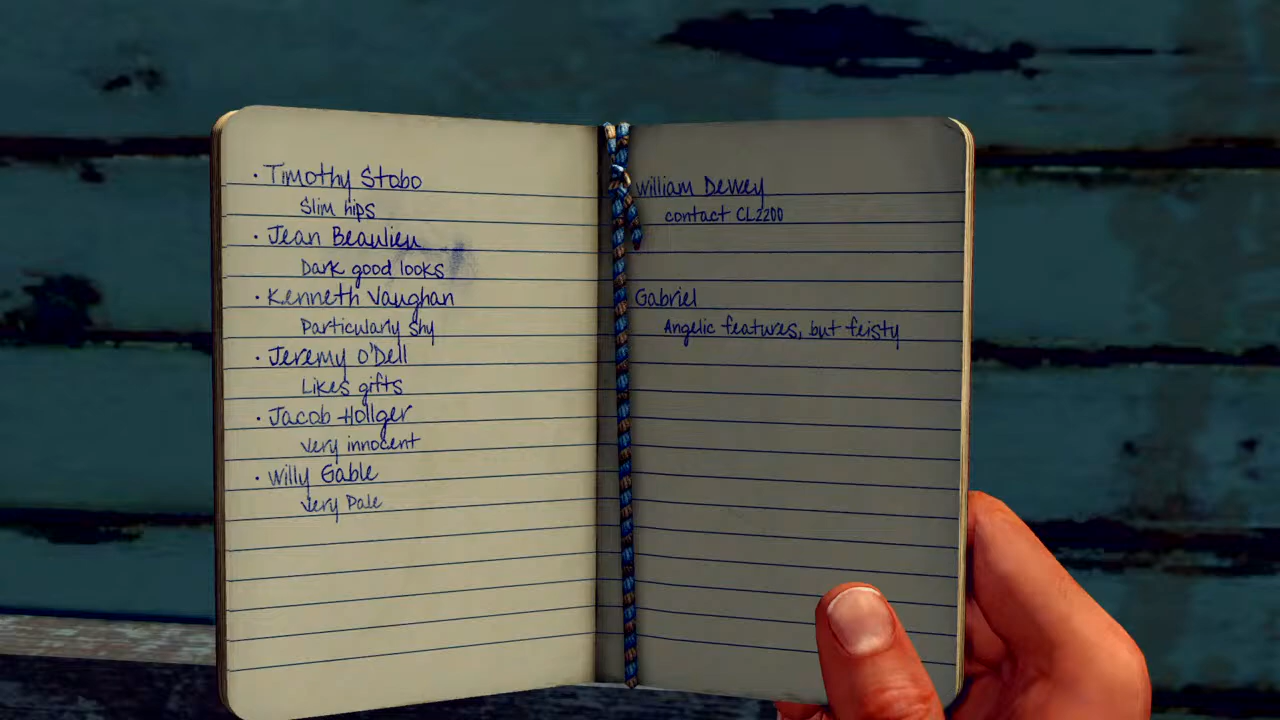 · Timothy Stobo
Slim hips
· Jean Beaulieu
Dark good looks
· Kenneth Vaughan
Particularly shy
· Jeremy O'Dell
Likes gifts
· Jacob Hollger
Very innocent
· Willy Gable
Very Pale
William Dewey
contact CL2200
Gabriel
Angelic features, but feisty